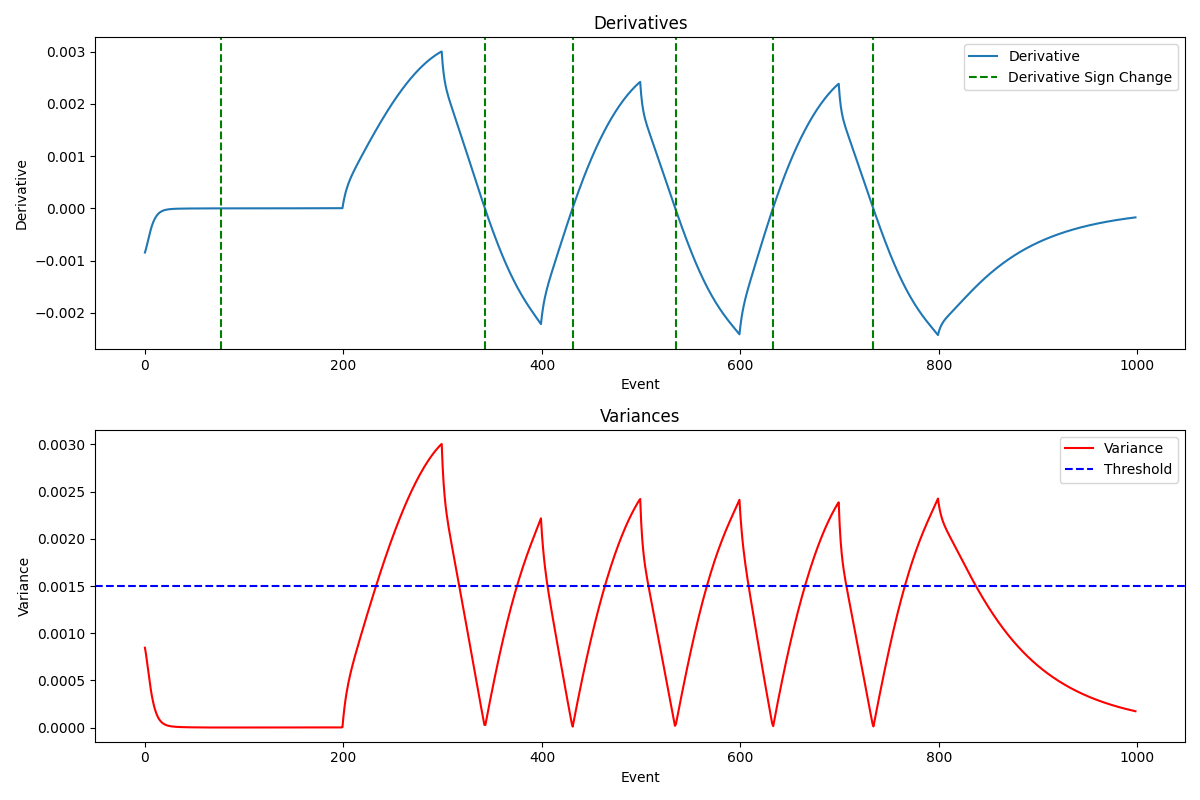 Derivatives
Derivative
0.003
0.002
0.001
0.000
−0.001
−0.002
Derivative
Derivative Sign Change
0 200 400 600 800 1000
Event
Variances
Variance
0.0030
0.0025
0.0020
0.0015
0.0010
0.0005
0.0000
Variance
Threshold
0 200 400 600 800 1000
Event